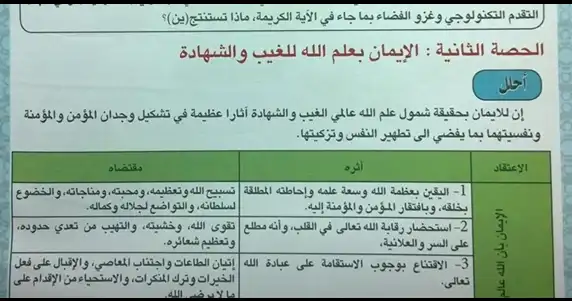 التقدم التكنولوجي وغزو الفضاء بما جاء في الآية الكريمة، ماذا تستنتج(ين)؟
الحصة الثانية : الإيمان بعلم الله للغيب والشهادة
أحلل
إن للايمان بحقيقة شمول علم الله عالمي الغيب والشهادة آثارا عظيمة في تشكيل وجدان المؤمن والمؤمنة
ونفسيتهما بما يفضي الى تطهير النفس وتزكيتها.
الاعتقاد
أثره
مقتضاه
الإيمان بأن الله عالم
1- اليقين بعظمة الله وسعة علمه وإحاطته المطلقة
بخلقه، وبافتقار المؤمن والمؤمنة إليه.
تسبيح الله وتعظيمه، ومحبته، ومناجاته، والخضوع
لسلطانه، والتواضع لجلاله وكماله.
2- استحضار رقابة الله تعالى في القلب، وأنه مطلع
على السر والعلانية،
تقوى الله، وخشيته، والتهيب من تعدي حدوده،
وتعظيم شعائره.
3- الاقتناع بوجوب الاستقامة على عبادة الله
تعالى.
إتيان الطاعات واجتناب المعاصي، والإقبال على فعل
الخيرات وترك المنكرات، والاستحياء من الإقدام على
ما لا يرضي الله.